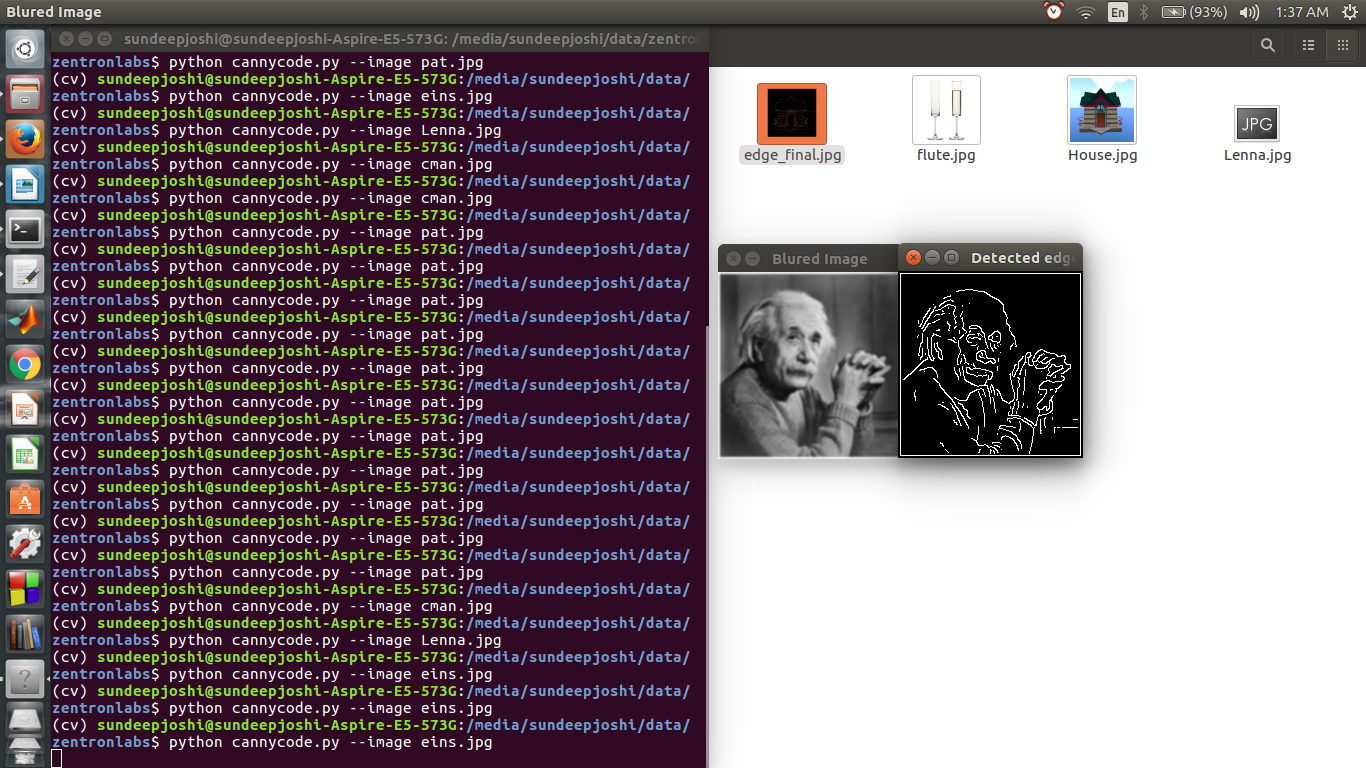 Blured Image
En
(93%)
1:37 AM
sundeepjoshi@sundeepjoshi-Aspire-E5-573G: /media/sundeepjoshi/data/zentron
zentronlabs$ python cannycode.py --image pat.jpg
(cv) sundeepjoshi@sundeepjoshi-Aspire-E5-573G:/media/sundeepjoshi/data/
zentronlabs$ python cannycode.py --image eins.jpg
(cv) sundeepjoshi@sundeepjoshi-Aspire-E5-573G:/media/sundeepjoshi/data/
zentronlabs$ python cannycode.py --image Lenna.jpg
(cv) sundeepjoshi@sundeepjoshi-Aspire-E5-573G:/media/sundeepjoshi/data/
zentronlabs$ python cannycode.py --image cman.jpg
(cv) sundeepjoshi@sundeepjoshi-Aspire-E5-573G:/media/sundeepjoshi/data/
zentronlabs$ python cannycode.py --image cman.jpg
(cv) sundeepjoshi@sundeepjoshi-Aspire-E5-573G:/media/sundeepjoshi/data/
zentronlabs$ python cannycode.py --image pat.jpg
(cv) sundeepjoshi@sundeepjoshi-Aspire-E5-573G:/media/sundeepjoshi/data/
zentronlabs$ python cannycode.py --image pat.jpg
(cv) sundeepjoshi@sundeepjoshi-Aspire-E5-573G:/media/sundeepjoshi/data/
zentronlabs$ python cannycode.py --image pat.jpg
(cv) sundeepjoshi@sundeepjoshi-Aspire-E5-573G:/media/sundeepjoshi/data/
zentronlabs$ python cannycode.py --image pat.jpg
(cv) sundeepjoshi@sundeepjoshi-Aspire-E5-573G:/media/sundeepjoshi/data/
zentronlabs$ python cannycode.py --image pat.jpg
(cv) sundeepjoshi@sundeepjoshi-Aspire-E5-573G:/media/sundeepjoshi/data/
zentronlabs$ python cannycode.py --image pat.jpg
(cv) sundeepjoshi@sundeepjoshi-Aspire-E5-573G:/media/sundeepjoshi/data/
zentronlabs$ python cannycode.py --image pat.jpg
(cv) sundeepjoshi@sundeepjoshi-Aspire-E5-573G:/media/sundeepjoshi/data/
zentronlabs$ python cannycode.py --image pat.jpg
(cv) sundeepjoshi@sundeepjoshi-Aspire-E5-573G:/media/sundeepjoshi/data/
zentronlabs$ python cannycode.py --image pat.jpg
(cv) sundeepjoshi@sundeepjoshi-Aspire-E5-573G:/media/sundeepjoshi/data/
zentronlabs$ python cannycode.py --image pat.jpg
(cv) sundeepjoshi@sundeepjoshi-Aspire-E5-573G:/media/sundeepjoshi/data/
zentronlabs$ python cannycode.py --image pat.jpg
(cv) sundeepjoshi@sundeepjoshi-Aspire-E5-573G:/media/sundeepjoshi/data/
zentronlabs$ python cannycode.py --image cman.jpg
(cv) sundeepjoshi@sundeepjoshi-Aspire-E5-573G:/media/sundeepjoshi/data/
zentronlabs$ python cannycode.py --image Lenna.jpg
(cv) sundeepjoshi@sundeepjoshi-Aspire-E5-573G:/media/sundeepjoshi/data/
zentronlabs$ python cannycode.py --image eins.jpg
(cv) sundeepjoshi@sundeepjoshi-Aspire-E5-573G:/media/sundeepjoshi/data/
zentronlabs$ python cannycode.py --image eins.jpg
(cv) sundeepjoshi@sundeepjoshi-Aspire-E5-573G:/media/sundeepjoshi/data/
zentronlabs$ python cannycode.py --image eins.jpg
JPG
edge_final.jpg
flute.jpg
House.jpg
Lenna.jpg
Blured Image
Detected edg